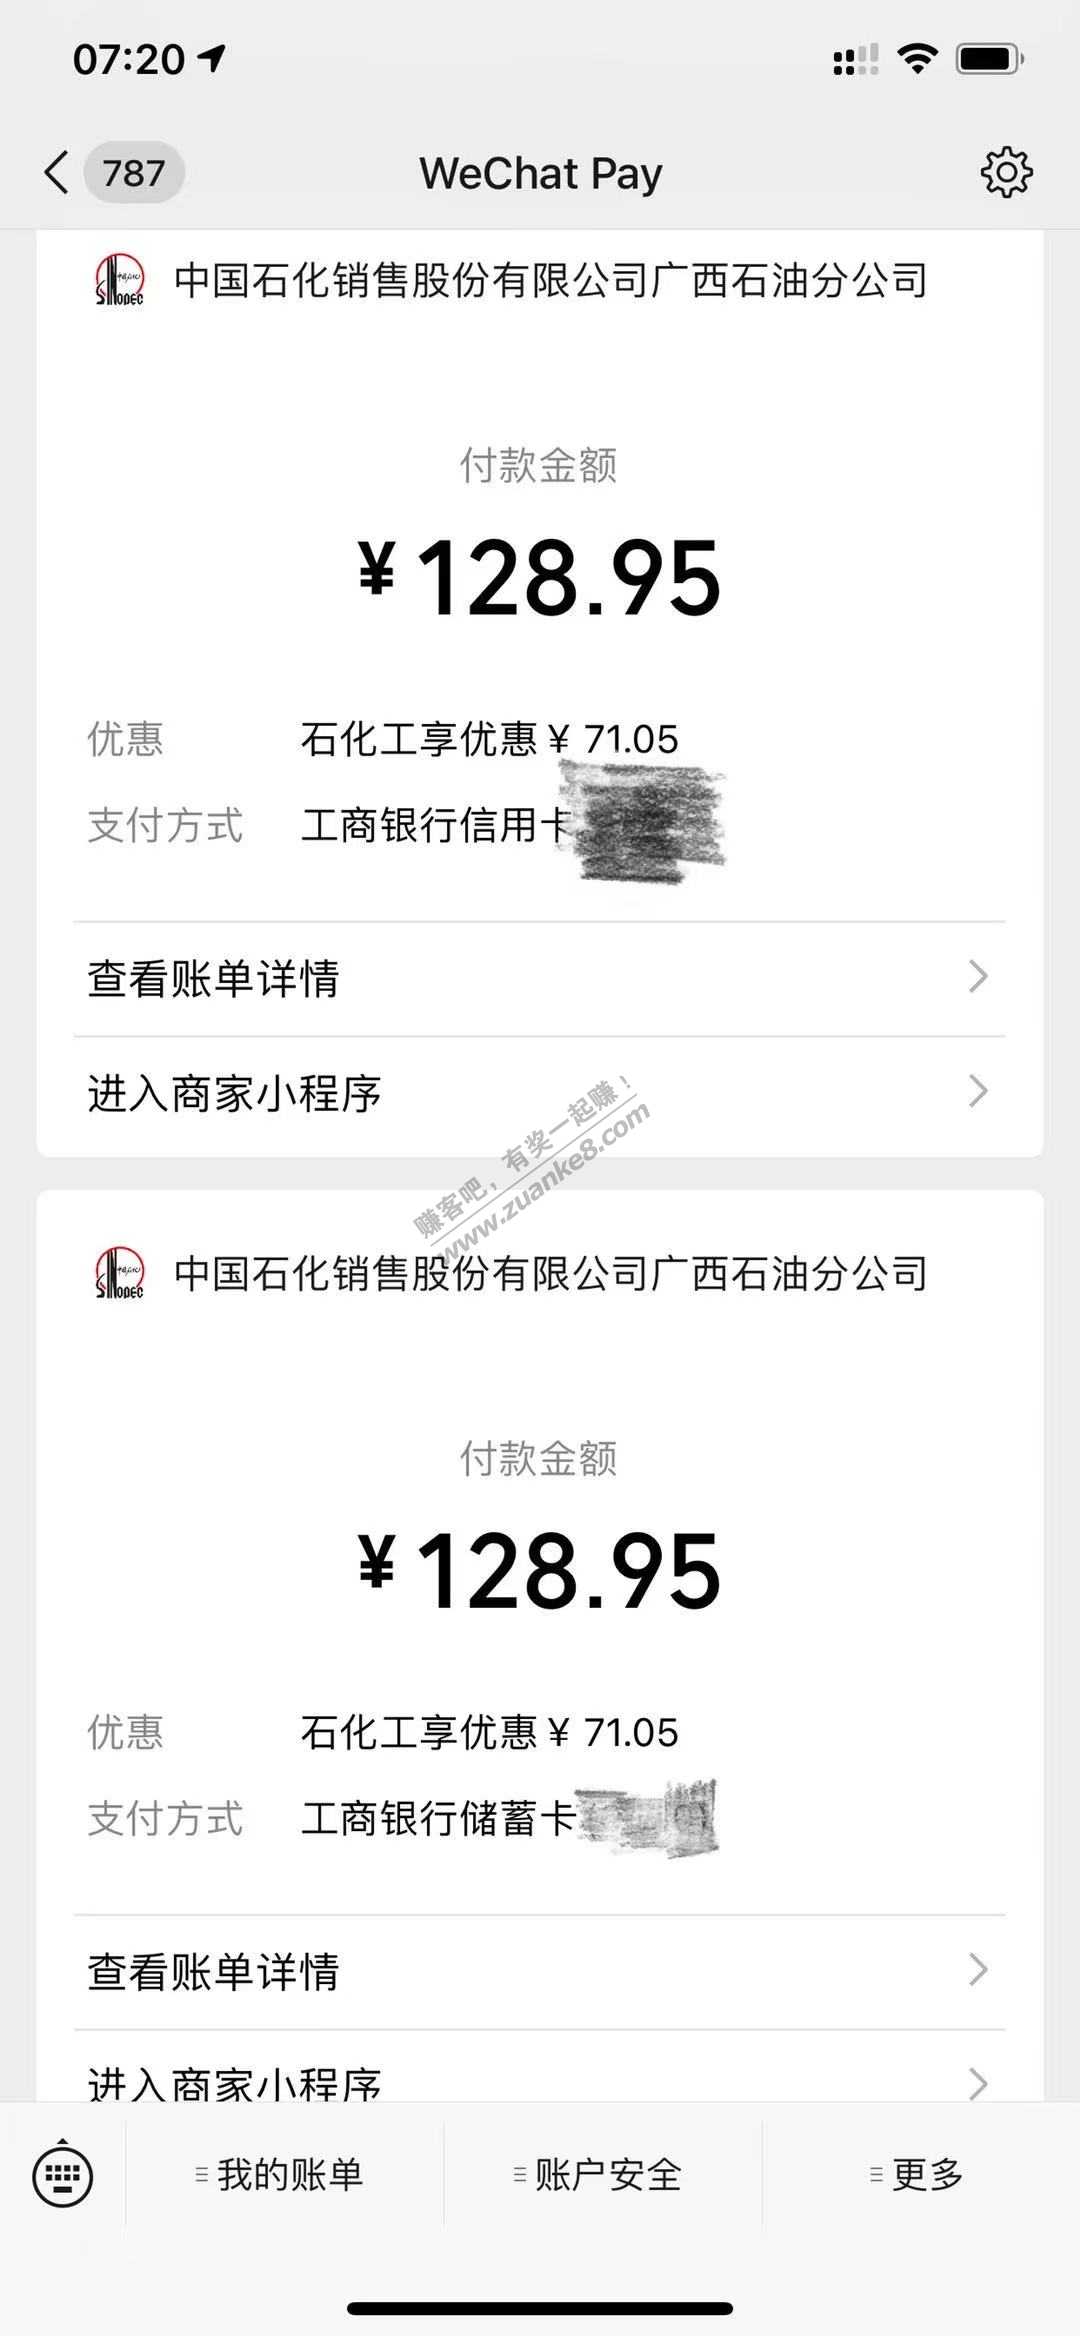 07:20
787
WeChat Pay
SINOPEC
中国石化销售股份有限公司广西石油分公司
付款金额
¥128.95
优惠
石化工享优惠¥ 71.05
支付方式
工商银行信用卡
查看账单详情
进入商家小程序
赚客吧，有奖一起赚！
www.zuanke8.com
SINOPEC
中国石化销售股份有限公司广西石油分公司
付款金额
¥128.95
优惠
石化工享优惠¥ 71.05
支付方式
工商银行储蓄卡
查看账单详情
进入商家小程序
我的账单
账户安全
更多